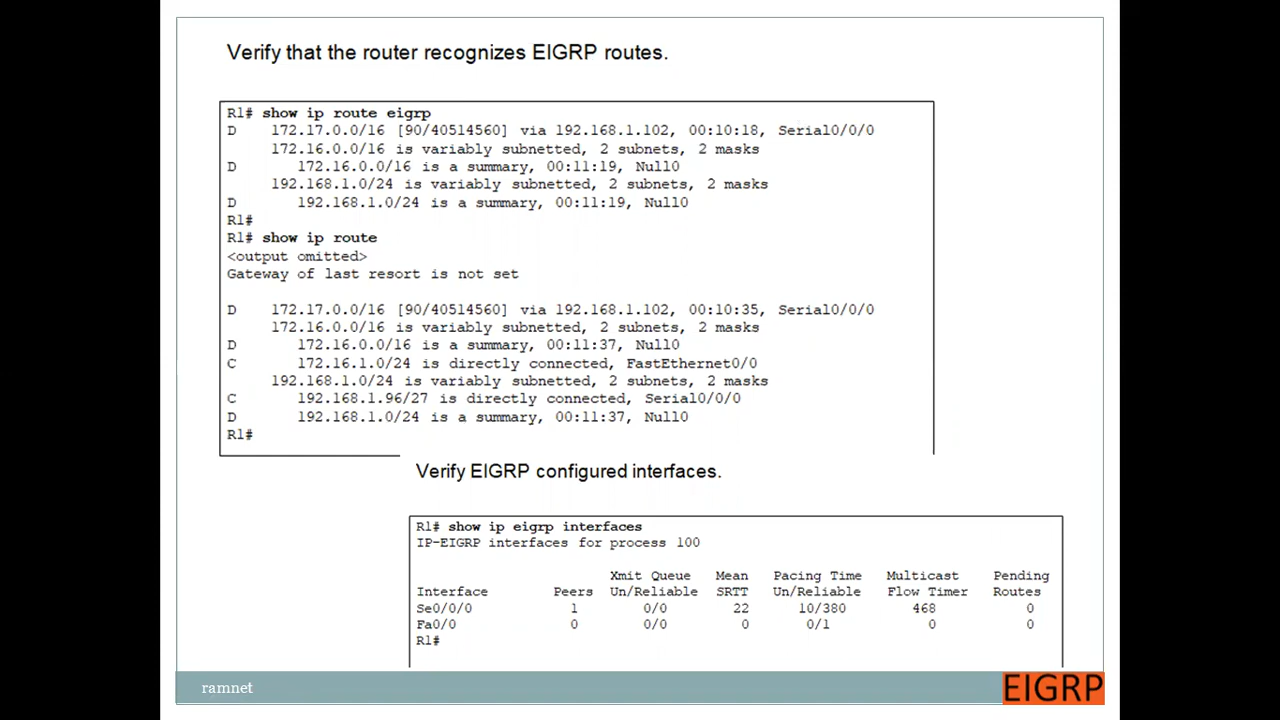 Verify that the router recognizes EIGRP routes.
R1# show ip route eigrp
D 172.17.0.0/16 [90/40514560] via 192.168.1.102, 00:10:18, Serial0/0/0
172.16.0.0/16 is variably subnetted, 2 subnets, 2 masks
D 172.16.0.0/16 is a summary, 00:11:19, Null0
192.168.1.0/24 is variably subnetted, 2 subnets, 2 masks
D 192.168.1.0/24 is a summary, 00:11:19, Null0
R1#
R1# show ip route
<output omitted>
Gateway of last resort is not set
D 172.17.0.0/16 [90/40514560] via 192.168.1.102, 00:10:35, Serial0/0/0
172.16.0.0/16 is variably subnetted, 2 subnets, 2 masks
D 172.16.0.0/16 is a summary, 00:11:37, Null0
C 172.16.1.0/24 is directly connected, FastEthernet0/0
192.168.1.0/24 is variably subnetted, 2 subnets, 2 masks
C 192.168.1.96/27 is directly connected, Serial0/0/0
D 192.168.1.0/24 is a summary, 00:11:37, Null0
R1#
Verify EIGRP configured interfaces.
R1# show ip eigrp interfaces
IP-EIGRP interfaces for process 100
Xmit Queue Mean Pacing Time Multicast Pending
Interface Peers Un/Reliable SRTT Un/Reliable Flow Timer Routes
Se0/0/0 1 0/0 22 10/380 468 0
Fa0/0 0 0/0 0 0/1 0 0
R1#
ramnet
EIGRP